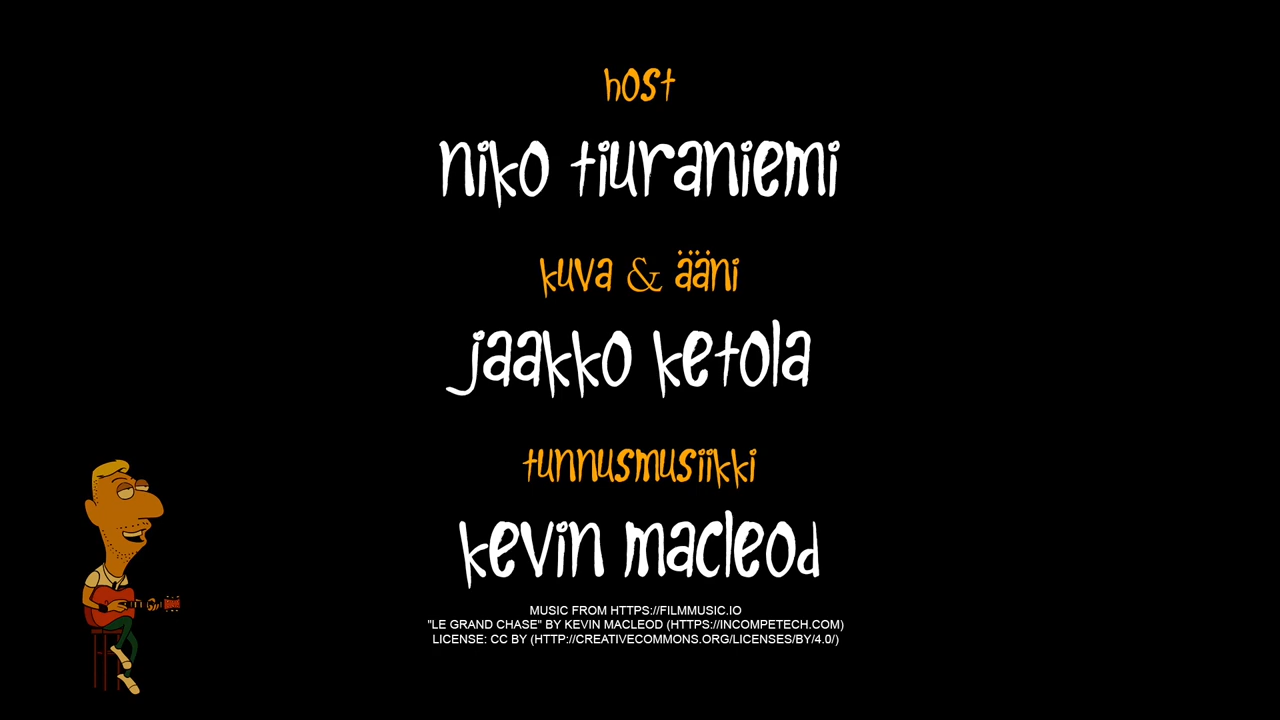 host
niko tiuraniemi
kuva & ääni
jaakko ketola
tunnusmusiikki
kevin macleod
MUSIC FROM HTTPS://FILMMUSIC.IO
"LE GRAND CHASE" BY KEVIN MACLEOD (HTTPS://INCOMPETECH.COM)
LICENSE: CC BY (HTTP://CREATIVECOMMONS.ORG/LICENSES/BY/4.0/)